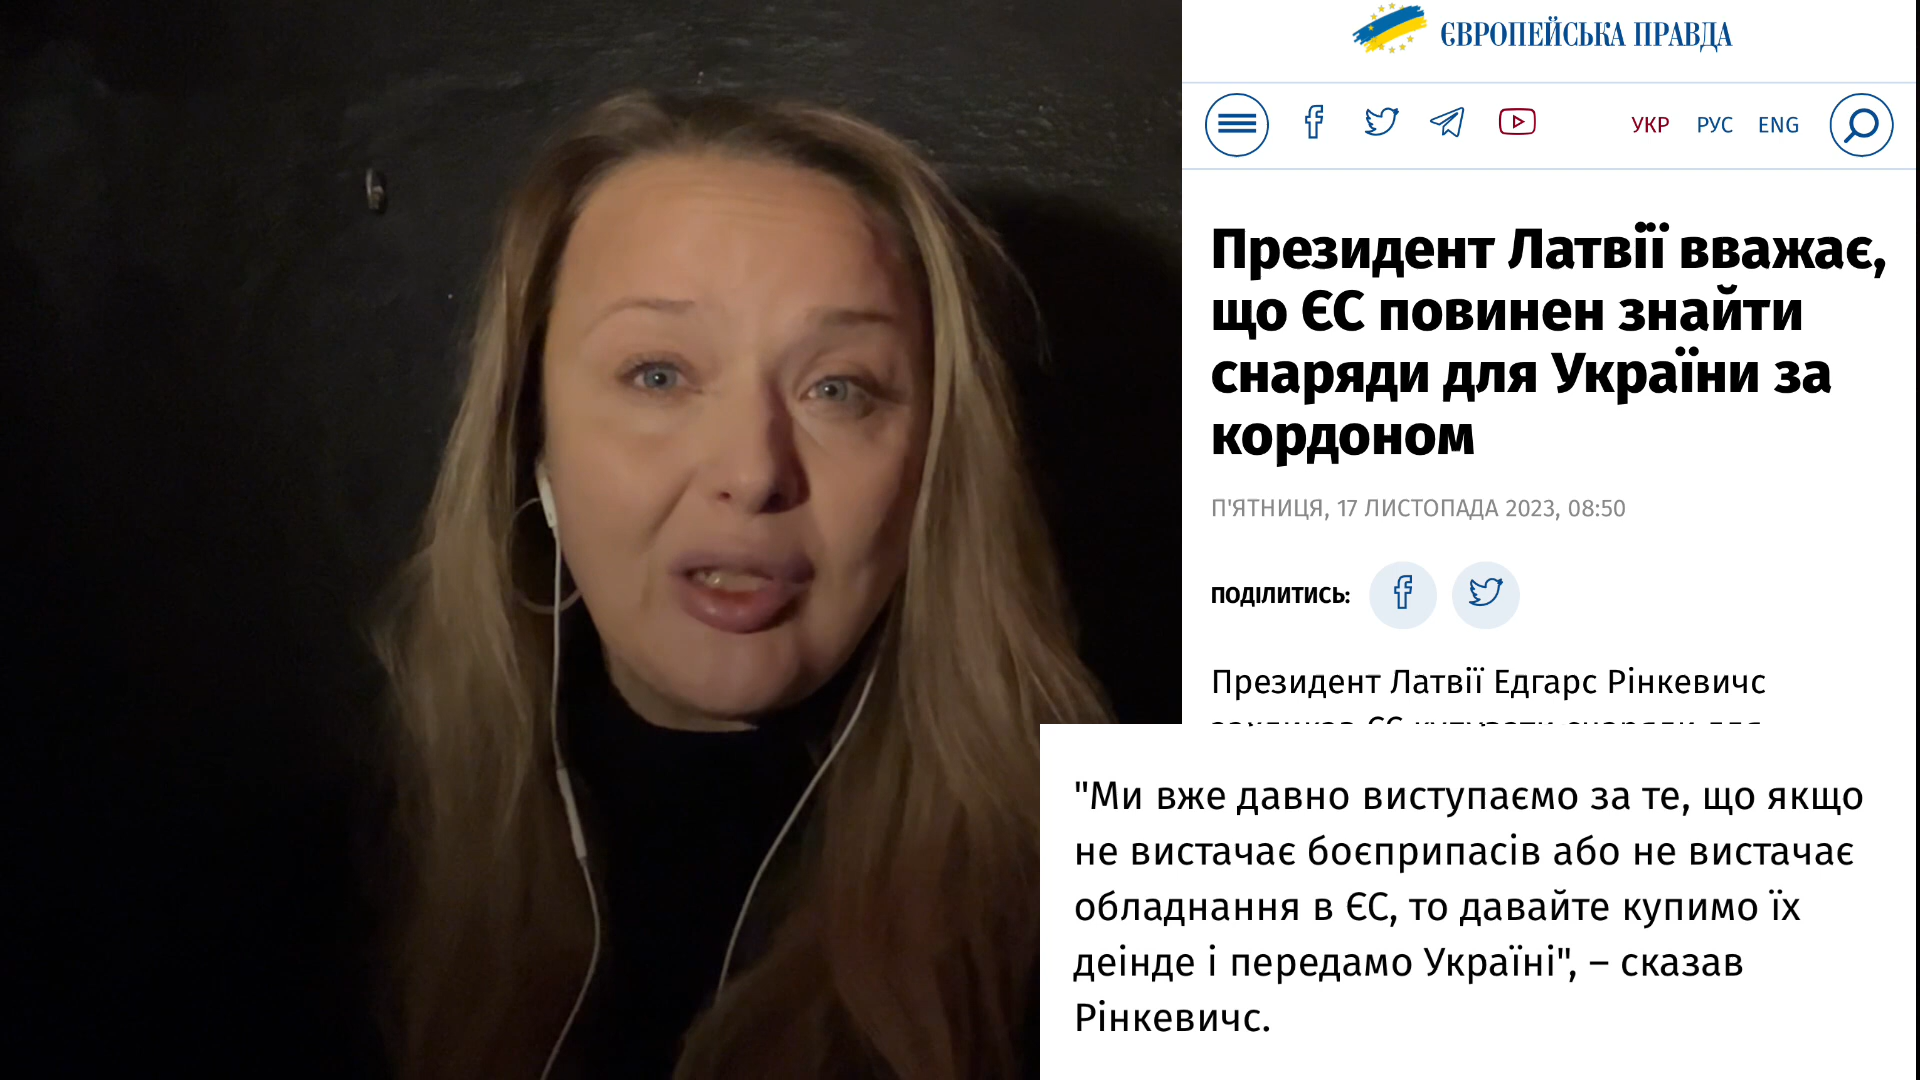 ЄВРОПЕЙСЬКА ПРАВДА
УКР РУС ENG
Президент Латвії вважає,
що ЄС повинен знайти
снаряди для України за
кордоном
П'ЯТНИЦЯ, 17 ЛИСТОПАДА 2023, 08:50
ПОДІЛИТИСЬ:
Президент Латвії Едгарс Рінкевичс
"Ми вже давно виступаємо за те, що якщо
не вистачає боєприпасів або не вистачає
обладнання в ЄС, то давайте купимо їх
деінде і передамо Україні", – сказав
Рінкевичс.